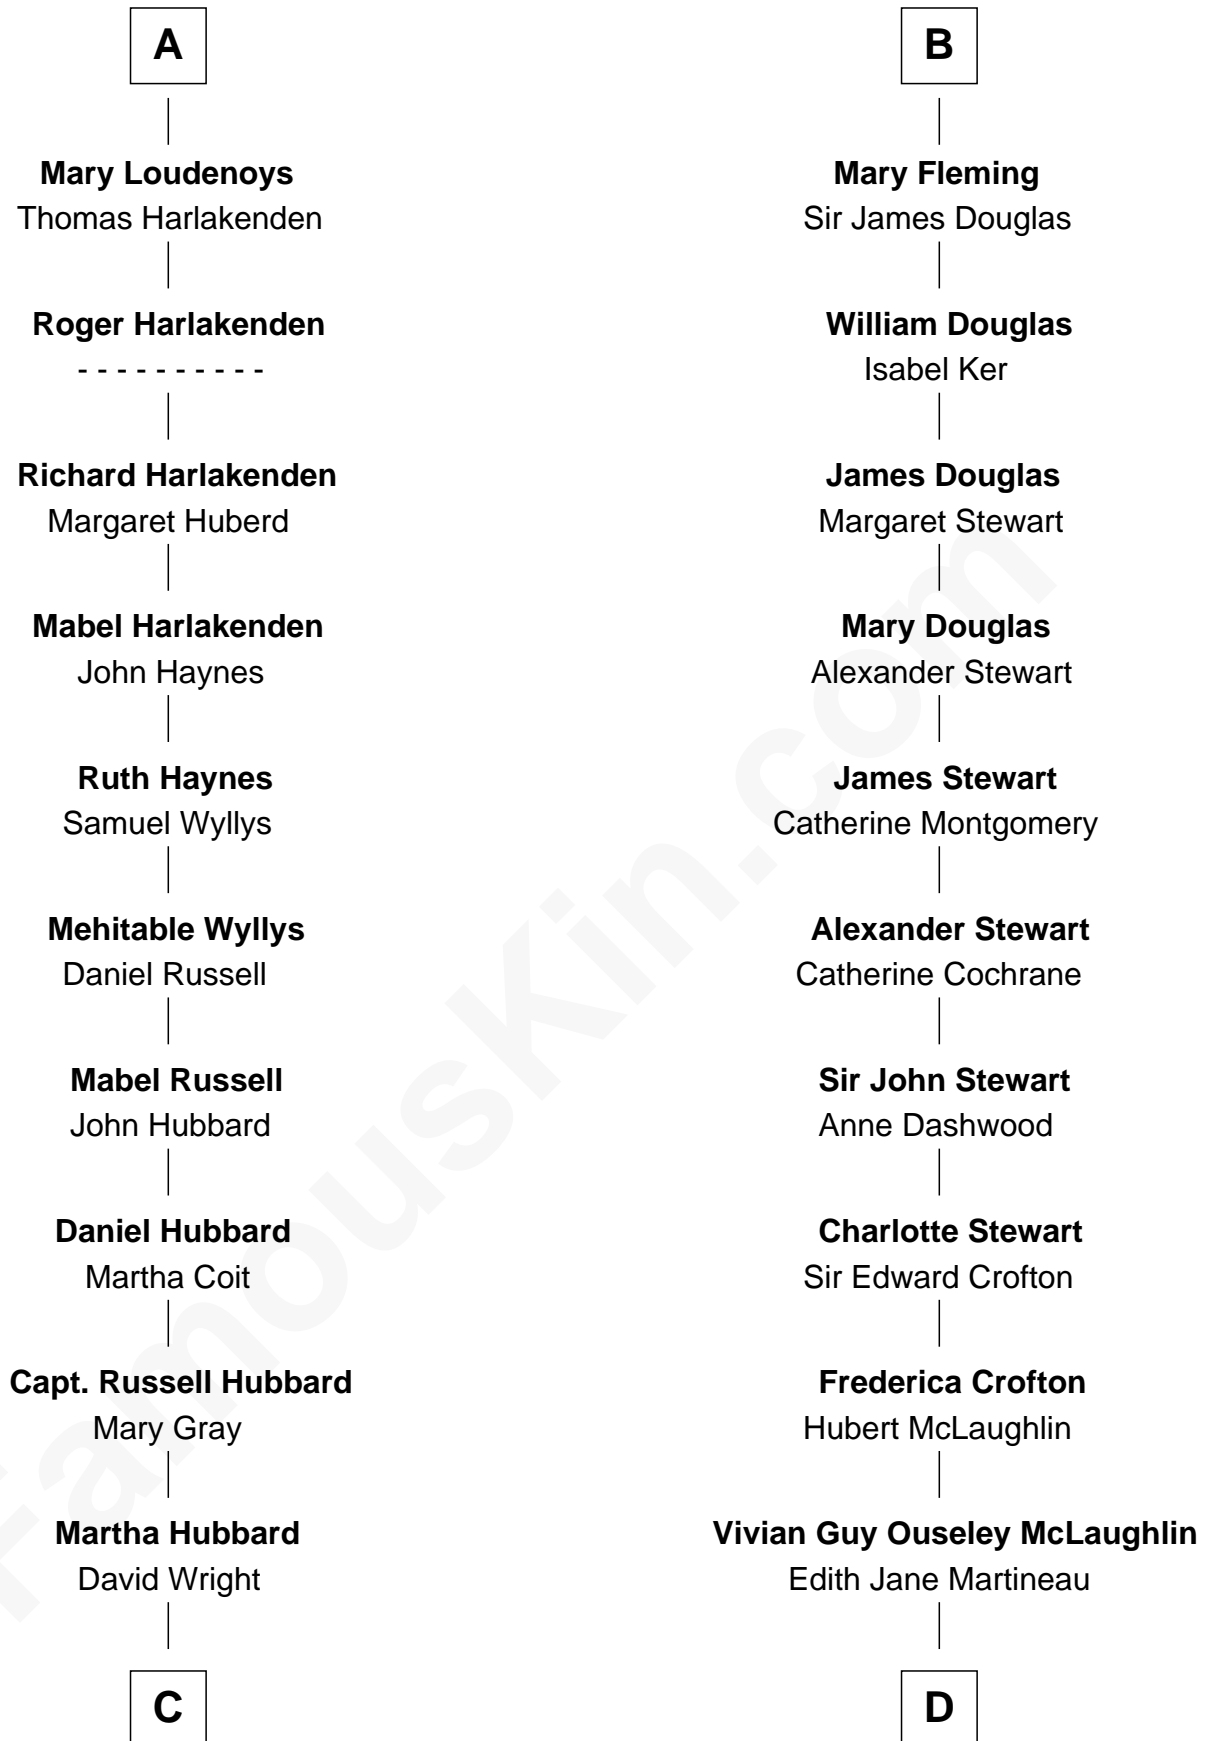 A
Mary Loudenoys
Thomas Harlakenden
Roger Harlakenden
- - - - - - - - - -
Richard Harlakenden
Margaret Huberd
Mabel Harlakenden
John Haynes
Ruth Haynes
Samuel Wyllys
Mehitable Wyllys
Daniel Russell
Mabel Russell
John Hubbard
Daniel Hubbard
Martha Coit
Capt. Russell Hubbard
Mary Gray
Martha Hubbard
David Wright
C
B
Mary Fleming
Sir James Douglas
William Douglas
Isabel Ker
James Douglas
Margaret Stewart
Mary Douglas
Alexander Stewart
James Stewart
Catherine Montgomery
Alexander Stewart
Catherine Cochrane
Sir John Stewart
Anne Dashwood
Charlotte Stewart
Sir Edward Crofton
Frederica Crofton
Hubert McLaughlin
Vivian Guy Ouseley McLaughlin
Edith Jane Martineau
D
FamousKin.com